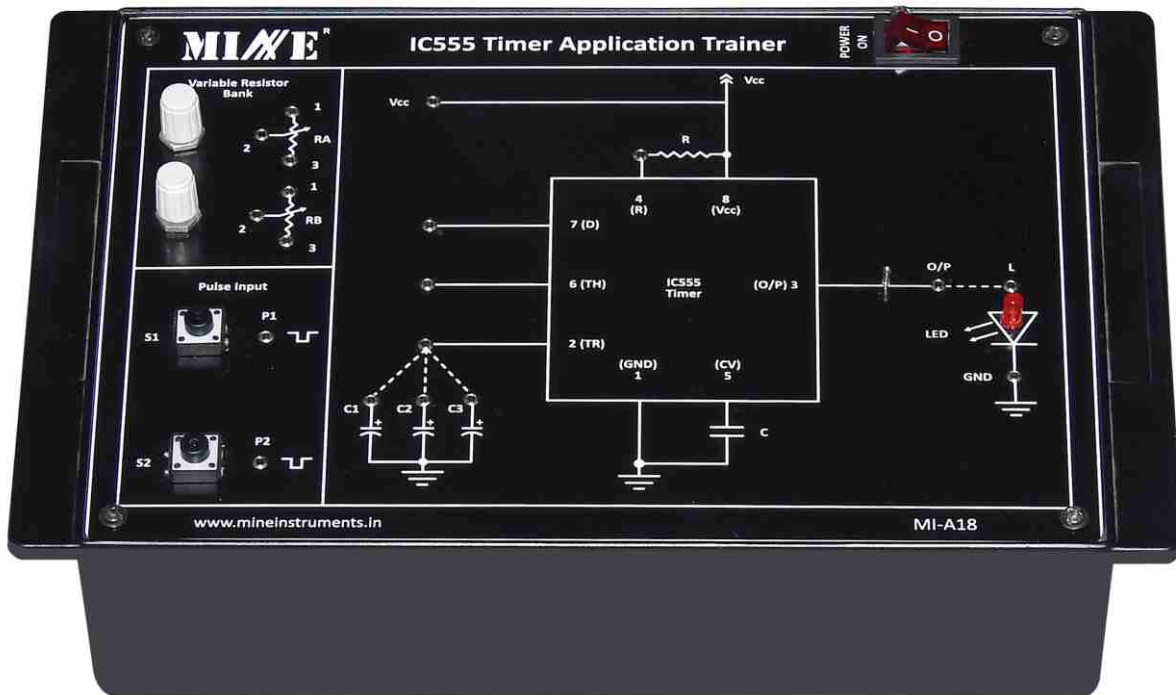 MINE R
IC555 Timer Application Trainer
POWER
ON
I O
Variable Resistor
Bank
1
2
RA
3
1
2
RB
3
Pulse Input
S1
P1
S2
P2
Vcc
Vcc
R
4
(R)
8
(Vcc)
7 (D)
6 (TH)
IC555
Timer
(O/P) 3
O/P
L
LED
GND
2 (TR)
(GND)
1
(CV)
5
C1
C2
C3
+
+
+
C
www.mineinstruments.in
MI-A18